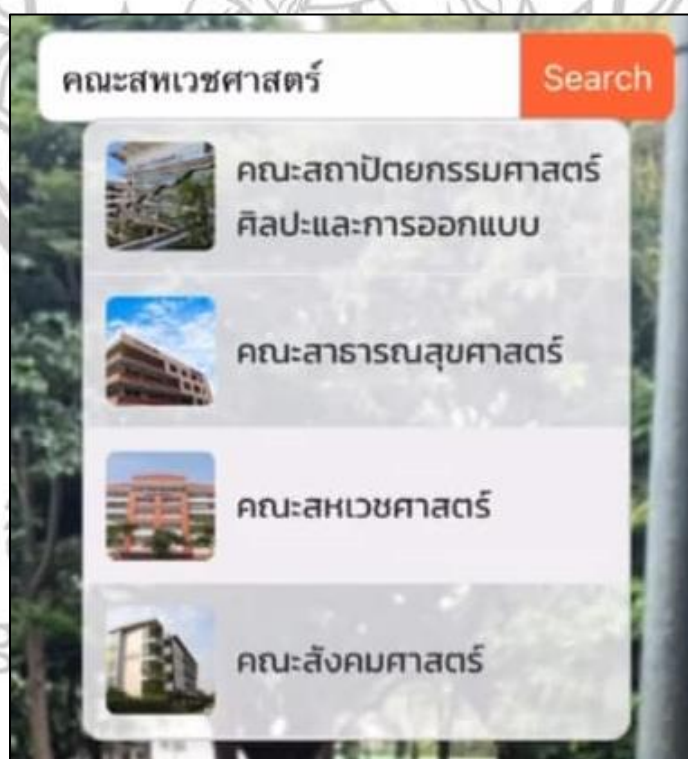 คณะสหเวชศาสตร์ Search
คณะสถาปัตยกรรมศาสตร์
ศิลปะและการออกแบบ
คณะสาธารณสุขศาสตร์
คณะสหเวชศาสตร์
คณะสังคมศาสตร์